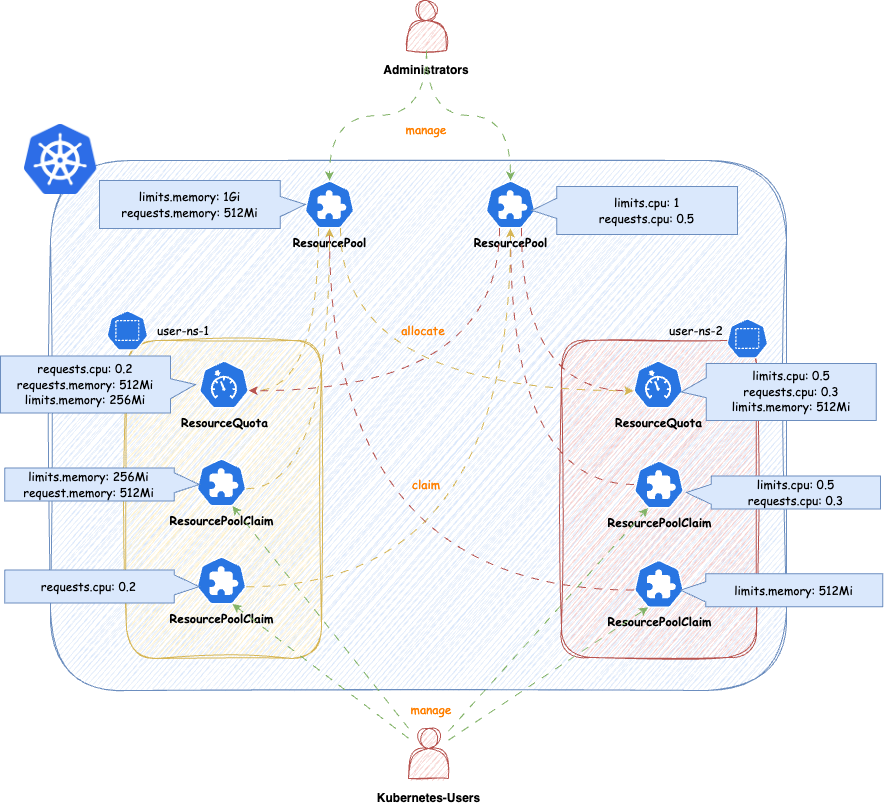 Administrators
manage
limits.memory: 1Gi
requests.memory: 512Mi
limits.cpu: 1
requests.cpu: 0.5
ResourcePool
ResourcePool
user-ns-1
allocate
user-ns-2
requests.cpu: 0.2
requests.memory: 512Mi
limits.memory: 256Mi
limits.cpu: 0.5
requests.cpu: 0.3
limits.memory: 512Mi
ResourceQuota
ResourceQuota
limits.memory: 256Mi
request.memory: 512Mi
claim
limits.cpu: 0.5
requests.cpu: 0.3
ResourcePoolClaim
ResourcePoolClaim
requests.cpu: 0,2
limits.memory: 512Mi
ResourcePoolClaim
ResourcePoolClaim
manage
Kubernetes-Users